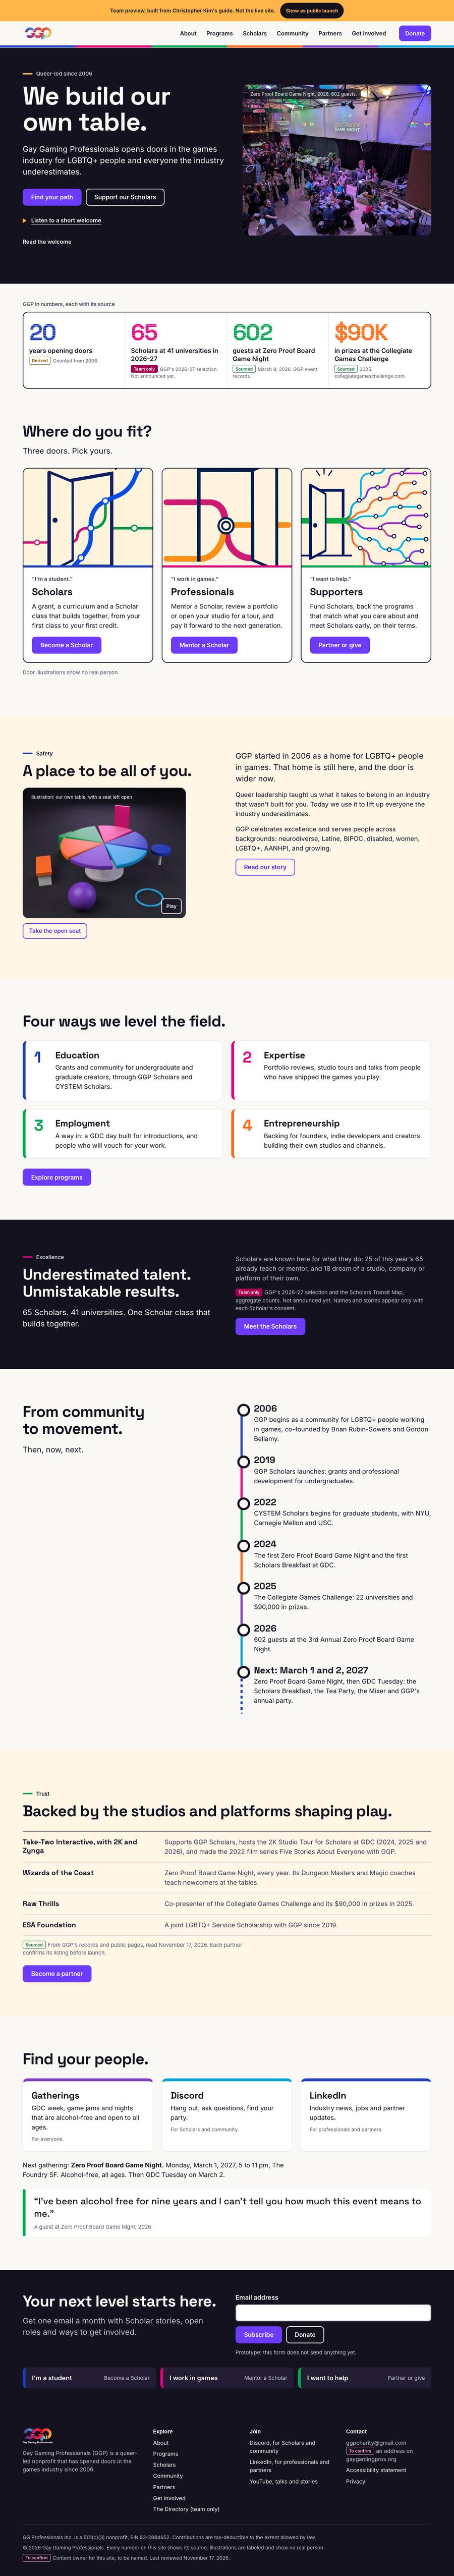 Team preview, built from Christopher Kim's guide. Not the live site.
Show as public launch
GGP
About
Programs
Scholars
Community
Partners
Get involved
Donate
Queer-led since 2006
We build our
own table.
Gay Gaming Professionals opens doors in the games
industry for LGBTQ+ people and everyone the industry
underestimates.
Find your path
Support our Scholars
Listen to a short welcome
Read the welcome
Zero Proof Board Game Night, 2026, 602 guests.
GAME NIGHT
GGP in numbers, each with its source
20
years opening doors
Derived
Counted from 2006.
65
Scholars at 41 universities in
2026-27
Team only
GGP's 2026-27 selection.
Not announced yet.
602
guests at Zero Proof Board
Game Night
Sourced
March 9, 2026. GGP event
records.
$90K
in prizes at the Collegiate
Games Challenge
Sourced
2025.
collegiategameschallenge.com.
Where do you fit?
Three doors. Pick yours.
"I'm a student."
Scholars
A grant, a curriculum and a Scholar
class that builds together, from your
first class to your first credit.
Become a Scholar
"I work in games."
Professionals
Mentor a Scholar, review a portfolio
or open your studio for a tour, and
pay it forward to the next generation.
Mentor a Scholar
"I want to help."
Supporters
Fund Scholars, back the programs
that match what you care about and
meet Scholars early, on their terms.
Partner or give
Door illustrations show no real person.
Safety
A place to be all of you.
Illustration: our own table, with a seat left open
Play
Take the open seat
GGP started in 2006 as a home for LGBTQ+ people
in games. That home is still here, and the door is
wider now.
Queer leadership taught us what it takes to belong in an industry
that wasn't built for you. Today we use it to lift up everyone the
industry underestimates.
GGP celebrates excellence and serves people across
backgrounds: neurodiverse, Latine, BIPOC, disabled, women,
LGBTQ+, AANHPI, and growing.
Read our story
Four ways we level the field.
1
Education
Grants and community for undergraduate and
graduate creators, through GGP Scholars and
CYSTEM Scholars.
2
Expertise
Portfolio reviews, studio tours and talks from people
who have shipped the games you play.
3
Employment
A way in: a GDC day built for introductions, and
people who will vouch for your work.
4
Entrepreneurship
Backing for founders, indie developers and creators
building their own studios and channels.
Explore programs
Excellence
Underestimated talent.
Unmistakable results.
65 Scholars. 41 universities. One Scholar class that
builds together.
Scholars are known here for what they do: 25 of this year's 65
already teach or mentor, and 18 dream of a studio, company or
platform of their own.
Team only
GGP's 2026-27 selection and the Scholars Transit Map,
aggregate counts. Not announced yet. Names and stories appear only with
each Scholar's consent.
Meet the Scholars
From community
to movement.
Then, now, next.
2006
GGP begins as a community for LGBTQ+ people working
in games, co-founded by Brian Rubin-Sowers and Gordon
Bellamy.
2019
GGP Scholars launches: grants and professional
development for undergraduates.
2022
CYSTEM Scholars begins for graduate students, with NYU,
Carnegie Mellon and USC.
2024
The first Zero Proof Board Game Night and the first
Scholars Breakfast at GDC.
2025
The Collegiate Games Challenge: 22 universities and
$90,000 in prizes.
2026
602 guests at the 3rd Annual Zero Proof Board Game
Night.
Next: March 1 and 2, 2027
Zero Proof Board Game Night, then GDC Tuesday: the
Scholars Breakfast, the Tea Party, the Mixer and GGP's
annual party.
Trust
Backed by the studios and platforms shaping play.
Take-Two Interactive, with 2K and
Zynga
Supports GGP Scholars, hosts the 2K Studio Tour for Scholars at GDC (2024, 2025 and
2026), and made the 2022 film series Five Stories About Everyone with GGP.
Wizards of the Coast
Zero Proof Board Game Night, every year. Its Dungeon Masters and Magic coaches
teach newcomers at the tables.
Raw Thrills
Co-presenter of the Collegiate Games Challenge and its $90,000 in prizes in 2025.
ESA Foundation
A joint LGBTQ+ Service Scholarship with GGP since 2019.
Sourced
From GGP's records and public pages, read November 17, 2026. Each partner
confirms its listing before launch.
Become a partner
Find your people.
Gatherings
GDC week, game jams and nights
that are alcohol-free and open to all
ages.
For everyone.
Discord
Hang out, ask questions, find your
party.
For Scholars and community.
LinkedIn
Industry news, jobs and partner
updates.
For professionals and partners.
Next gathering: Zero Proof Board Game Night. Monday, March 1, 2027, 5 to 11 pm, The
Foundry SF. Alcohol-free, all ages. Then GDC Tuesday on March 2.
"I've been alcohol free for nine years and I can't tell you how much this event means to
me."
A guest at Zero Proof Board Game Night, 2026
Your next level starts here.
Get one email a month with Scholar stories, open
roles and ways to get involved.
Email address
Subscribe
Donate
Prototype: this form does not send anything yet.
I'm a student
Become a Scholar
I work in games
Mentor a Scholar
I want to help
Partner or give
GGP
Gay Gaming Professionals
Gay Gaming Professionals (GGP) is a queer-
led nonprofit that has opened doors in the
games industry since 2006.
Explore
About
Programs
Scholars
Community
Partners
Get involved
The Directory (team only)
Join
Discord, for Scholars and
community
LinkedIn, for professionals and
partners
YouTube, talks and stories
Contact
ggpcharity@gmail.com
To confirm
an address on
gaygamingpros.org
Accessibility statement
Privacy
GG Professionals Inc. is a 501(c)(3) nonprofit, EIN 83-2884652. Contributions are tax-deductible to the extent allowed by law.
© 2026 Gay Gaming Professionals. Every number on this site shows its source. Illustrations are labeled and show no real person.
To confirm
Content owner for this site, to be named. Last reviewed November 17, 2026.